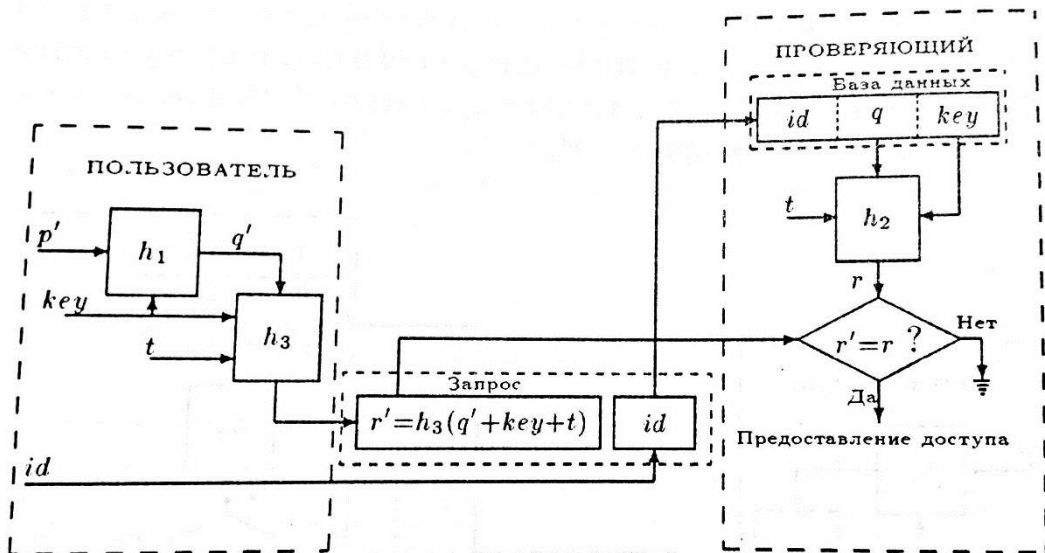 ПРОВЕРЯЮЩИЙ
База данных
id q key
t
h₂
r
r'=r ?
Нет
Да
Предоставление доступа
ПОЛЬЗОВАТЕЛЬ
p'
h₁
q'
key
t
h₃
Запрос
r'=h₃(q'+key+t)
id
id